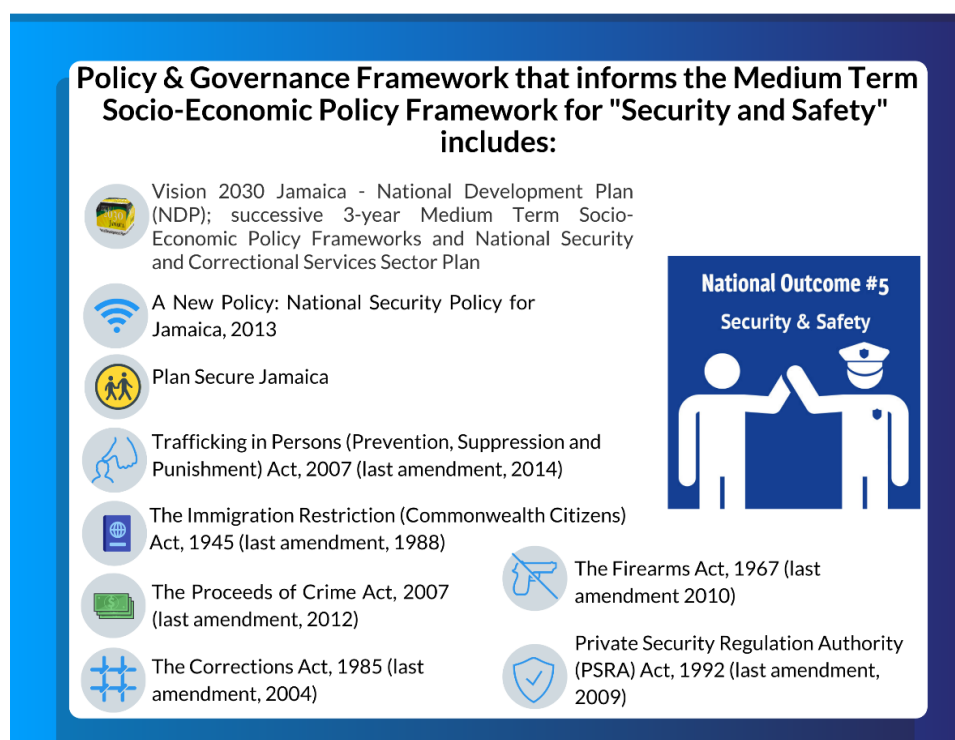 Policy & Governance Framework that informs the Medium Term
Socio-Economic Policy Framework for "Security and Safety"
includes:
Vision 2030 Jamaica - National Development Plan
(NDP); successive 3-year Medium Term Socio-
Economic Policy Frameworks and National Security
and Correctional Services Sector Plan
A New Policy: National Security Policy for
Jamaica, 2013
Plan Secure Jamaica
Trafficking in Persons (Prevention, Suppression and
Punishment) Act, 2007 (last amendment, 2014)
The Immigration Restriction (Commonwealth Citizens)
Act, 1945 (last amendment, 1988)
The Proceeds of Crime Act, 2007
(last amendment, 2012)
The Corrections Act, 1985 (last
amendment, 2004)
National Outcome #5
Security & Safety
The Firearms Act, 1967 (last
amendment 2010)
Private Security Regulation Authority
(PSRA) Act, 1992 (last amendment,
2009)